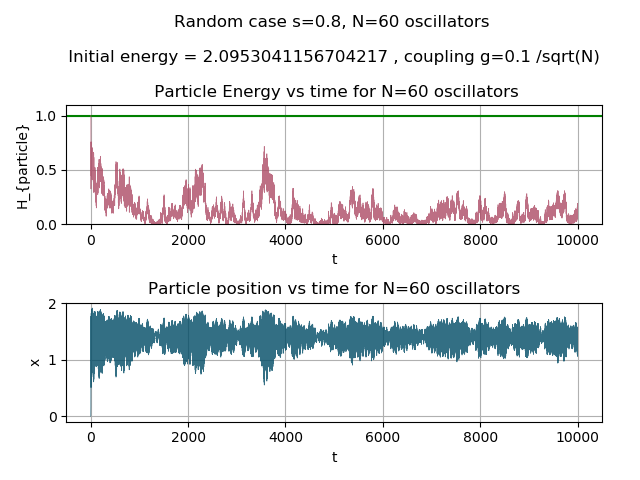 Random case s=0.8, N=60 oscillators
Initial energy = 2.0953041156704217 , coupling g=0.1 /sqrt(N)
Particle Energy vs time for N=60 oscillators
H_{particle}
1.0
0.5
0.0
0 2000 4000 6000 8000 10000
t
Particle position vs time for N=60 oscillators
x
2
1
0
0 2000 4000 6000 8000 10000
t